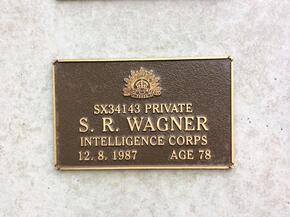 SX34143 PRIVATE
S. R. WAGNER
INTELLIGENCE CORPS
12. 8. 1987 AGE 78